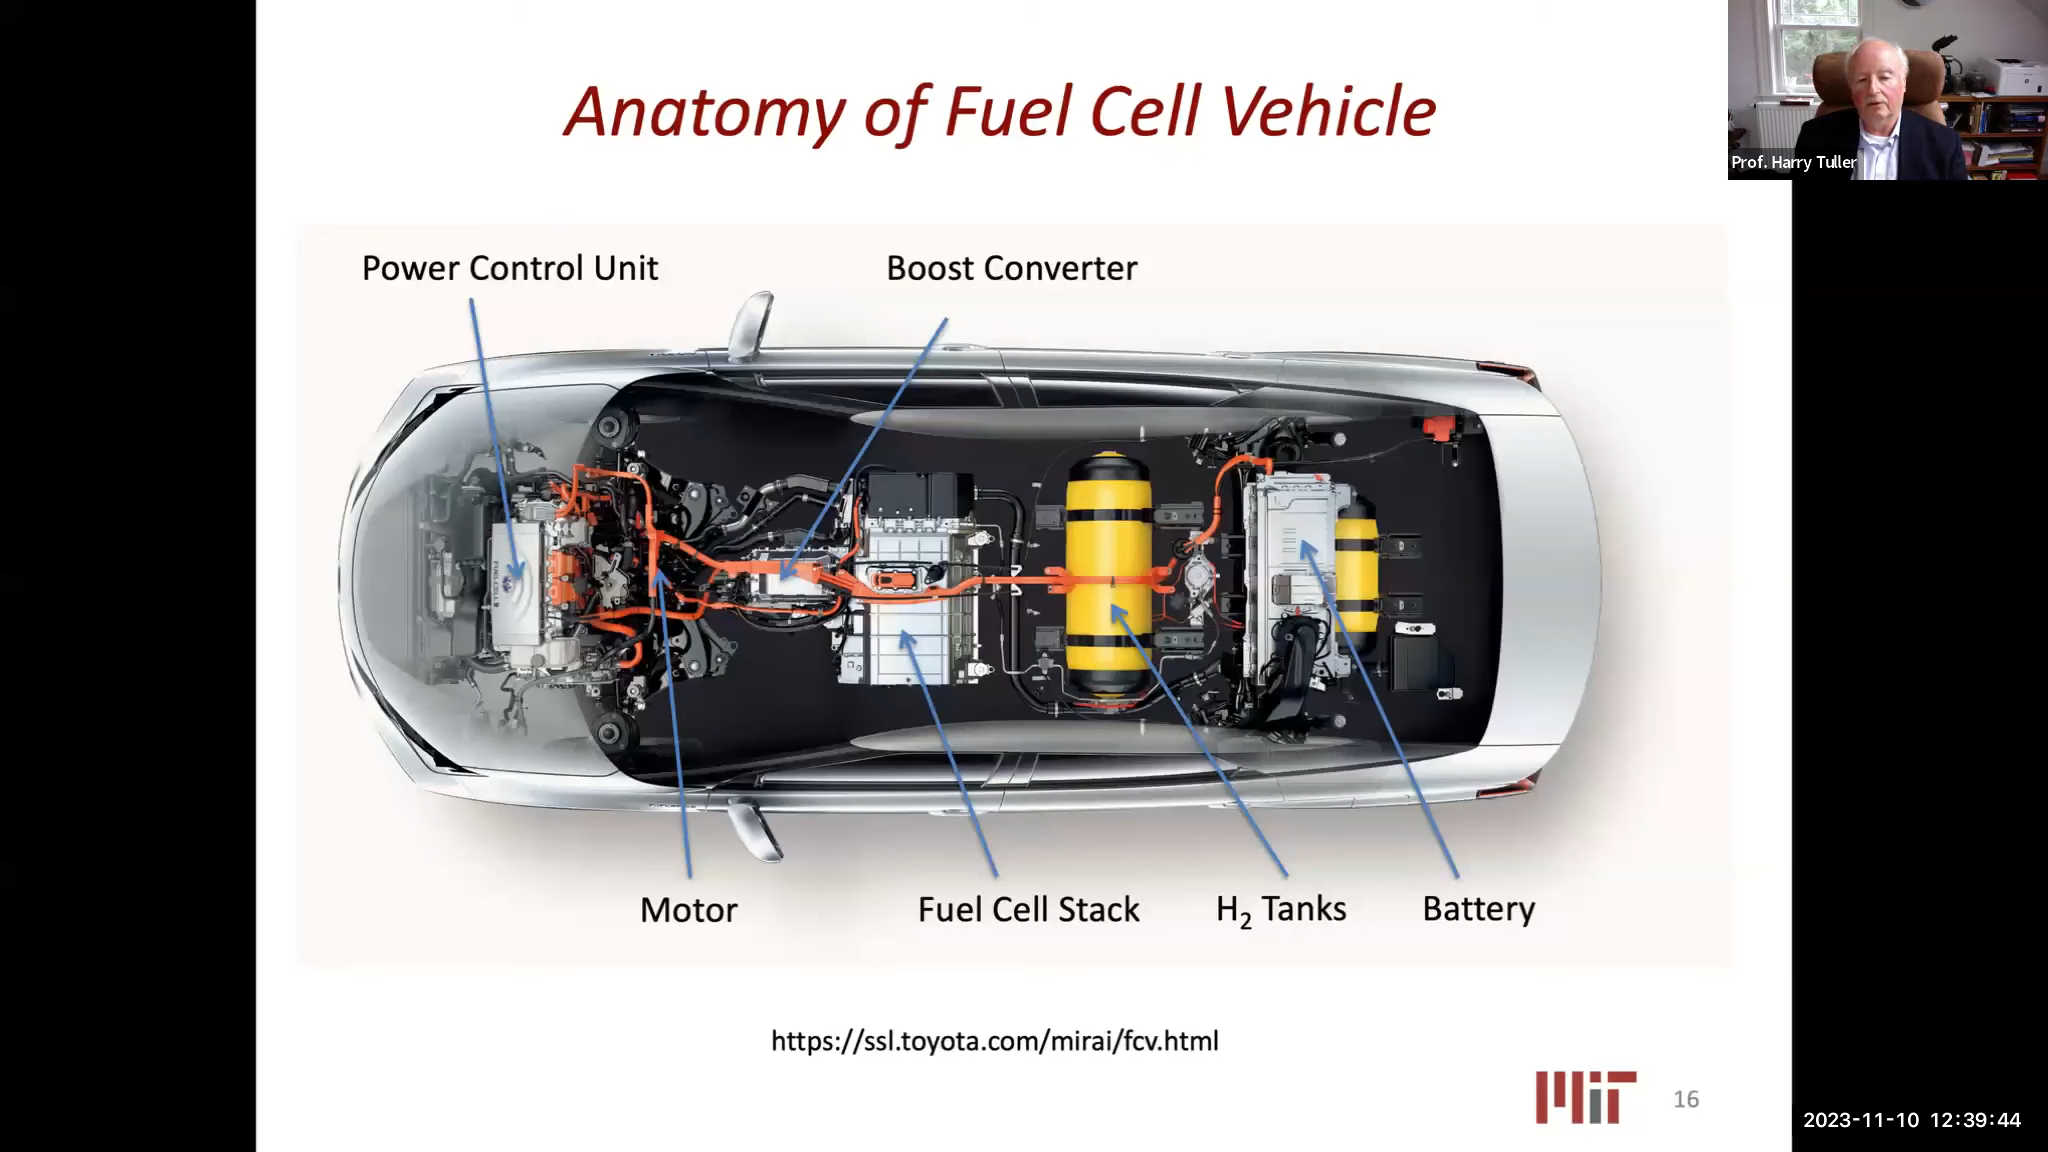 Anatomy of Fuel Cell Vehicle
Prof. Harry Tuller
Power Control Unit
Boost Converter
Motor
Fuel Cell Stack
H₂ Tanks
Battery
https://ssl.toyota.com/mirai/fcv.html
MIT
16
2023-11-10 12:39:44